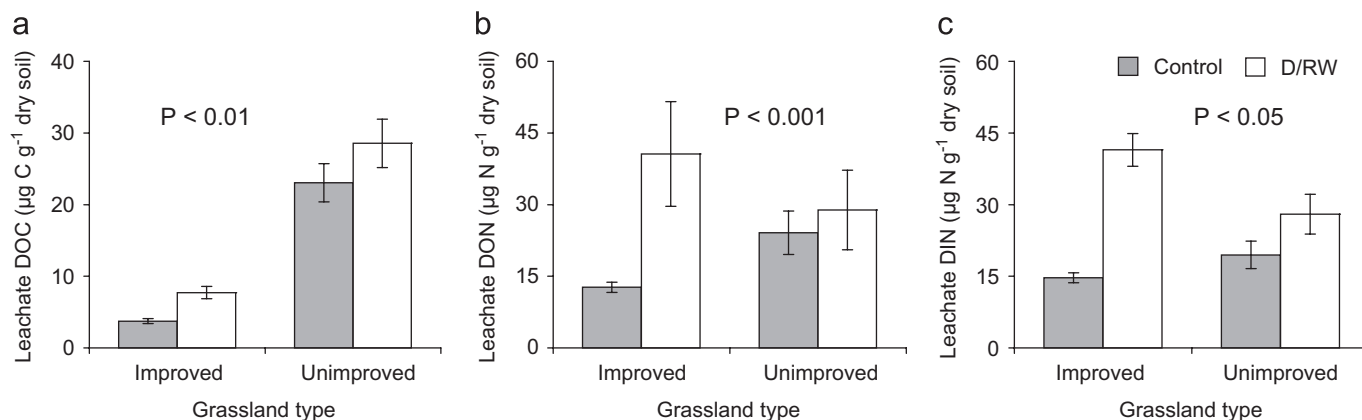 a
Leachate DOC (µg C g⁻¹ dry soil)
40
30
20
10
0
P < 0.01
Improved
Unimproved
Grassland type
b
Leachate DON (µg N g⁻¹ dry soil)
60
45
30
15
0
P < 0.001
Improved
Unimproved
Grassland type
c
Leachate DIN (µg N g⁻¹ dry soil)
60
45
30
15
0
Control
D/RW
P < 0.05
Improved
Unimproved
Grassland type